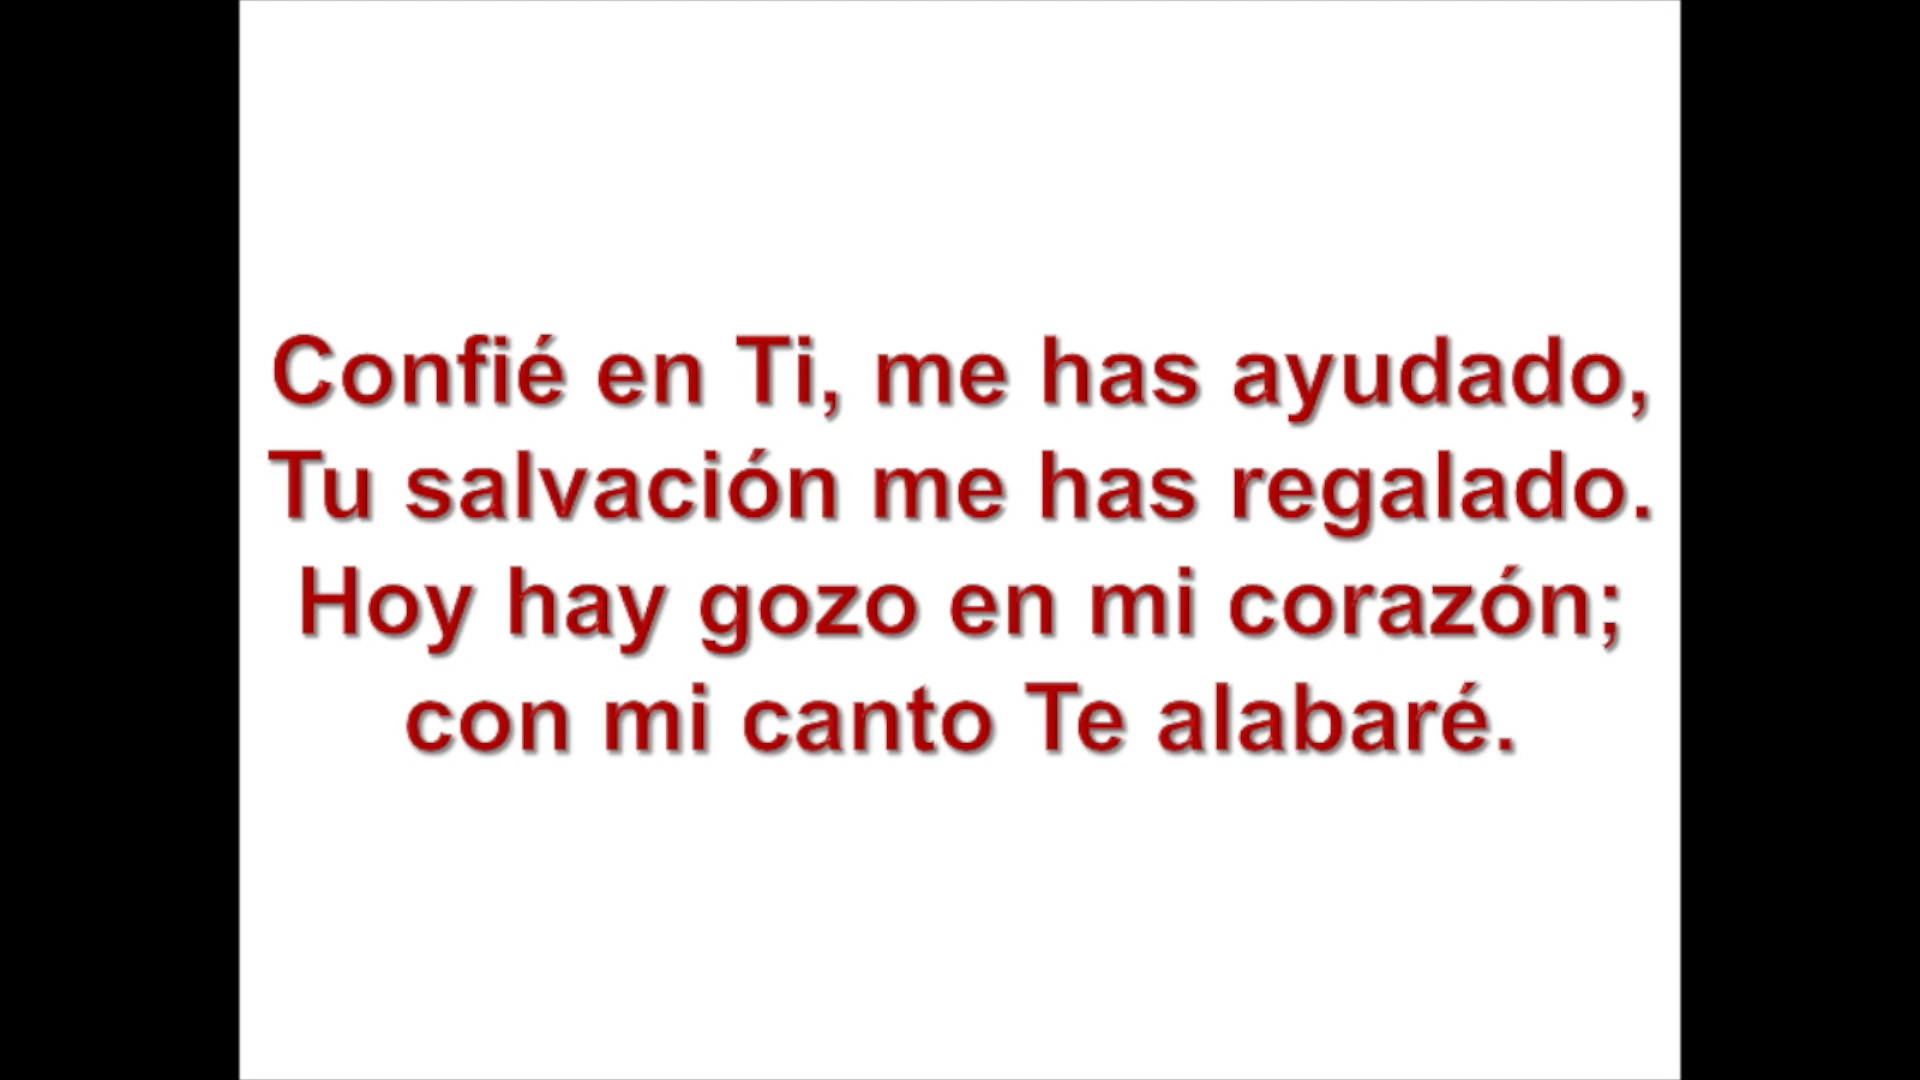 Confié en Ti, me has ayudado,
Tu salvación me has regalado.
Hoy hay gozo en mi corazón;
con mi canto Te alabaré.